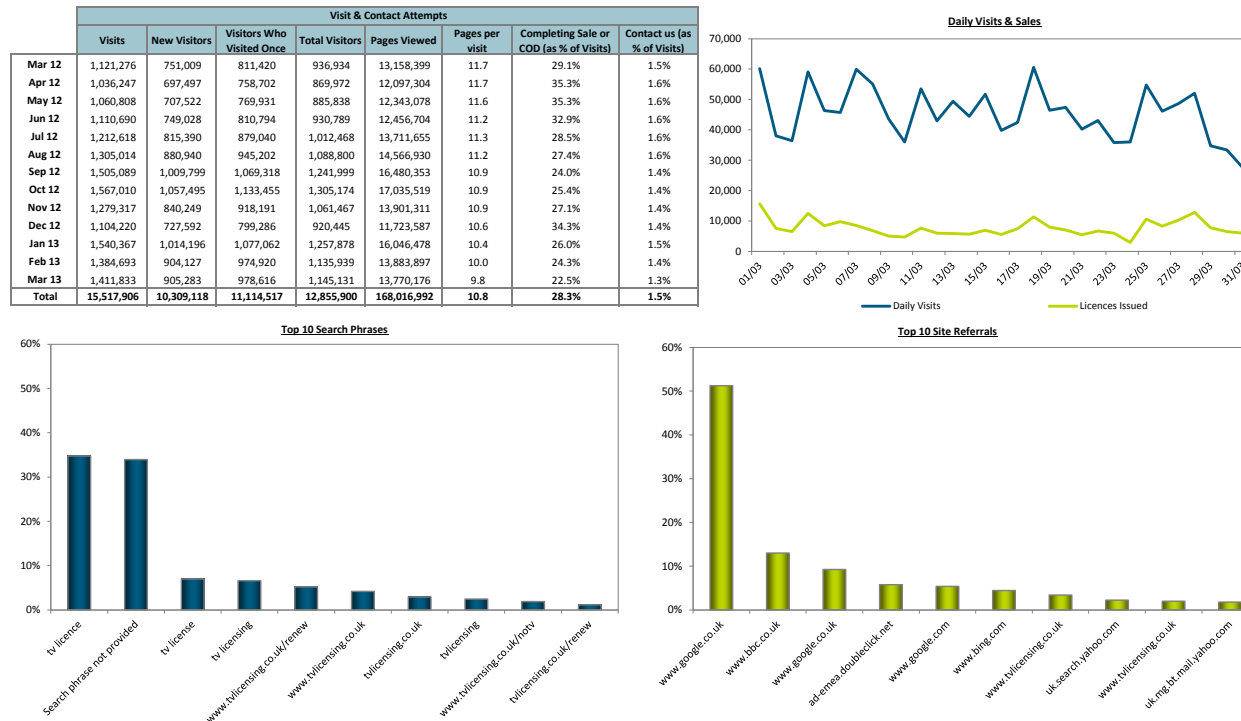 Visit & Contact Attempts
Visits New Visitors Visitors Who Visited Once Total Visitors Pages Viewed Pages per visit Completing Sale or COD (as % of Visits) Contact us (as % of Visits)
Mar 12 1,121,276 751,009 811,420 936,934 13,158,399 11.7 29.1% 1.5%
Apr 12 1,036,247 697,497 758,702 869,972 12,097,304 11.7 35.3% 1.6%
May 12 1,060,808 707,522 769,931 885,838 12,343,078 11.6 35.3% 1.6%
Jun 12 1,110,690 749,028 810,794 930,789 12,456,704 11.2 32.9% 1.6%
Jul 12 1,212,618 815,390 879,040 1,012,468 13,711,655 11.3 28.5% 1.6%
Aug 12 1,305,014 880,940 945,202 1,088,800 14,566,930 11.2 27.4% 1.6%
Sep 12 1,505,089 1,009,799 1,069,318 1,241,999 16,480,353 10.9 24.0% 1.4%
Oct 12 1,567,010 1,057,495 1,133,455 1,305,174 17,035,519 10.9 25.4% 1.4%
Nov 12 1,279,317 840,249 918,191 1,061,467 13,901,311 10.9 27.1% 1.4%
Dec 12 1,104,220 727,592 799,286 920,445 11,723,587 10.6 34.3% 1.4%
Jan 13 1,540,367 1,014,196 1,077,062 1,257,878 16,046,478 10.4 26.0% 1.5%
Feb 13 1,384,693 904,127 974,920 1,135,939 13,883,897 10.0 24.3% 1.4%
Mar 13 1,411,833 905,283 978,616 1,145,131 13,770,176 9.8 22.5% 1.3%
Total 15,517,906 10,309,118 11,114,517 12,855,900 168,016,992 10.8 28.3% 1.5%
Daily Visits & Sales
70,000
60,000
50,000
40,000
30,000
20,000
10,000
0
01/03 03/03 05/03 07/03 09/03 11/03 13/03 15/03 17/03 19/03 21/03 23/03 25/03 27/03 29/03 31/03
Daily Visits Licences Issued
Top 10 Search Phrases
60%
50%
40%
30%
20%
10%
0%
tv licence
Search phrase not provided
tv license
tv licensing
www.tvlicensing.co.uk/renew
www.tvlicensing.co.uk
tvlicensing.co.uk
tvlicensing
www.tvlicensing.co.uk/notv
tvlicensing.co.uk/renew
Top 10 Site Referrals
60%
50%
40%
30%
20%
10%
0%
www.google.co.uk
www.bbc.co.uk
www.google.co.uk
ad-emea.doubleclick.net
www.google.com
www.bing.com
www.tvlicensing.co.uk
uk.search.yahoo.com
www.tvlicensing.co.uk
uk.mg.bt.mail.yahoo.com